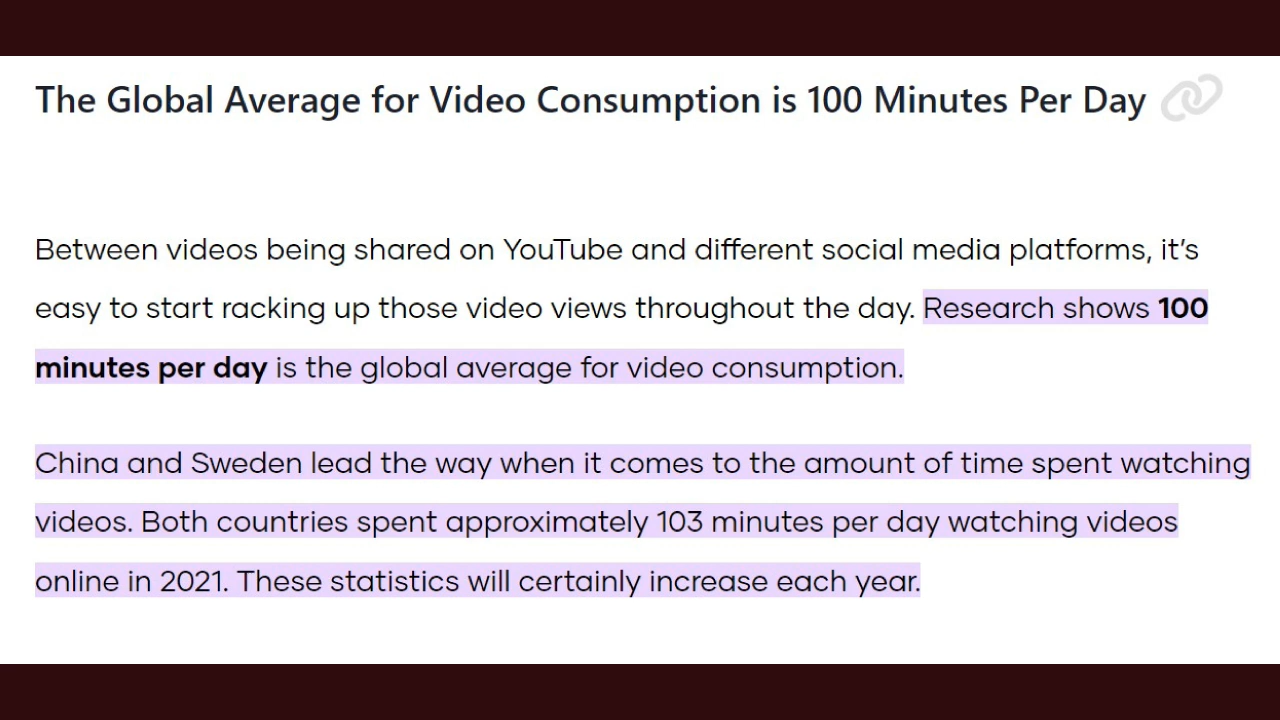 The Global Average for Video Consumption is 100 Minutes Per Day
Between videos being shared on YouTube and different social media platforms, it's
easy to start racking up those video views throughout the day. Research shows 100
minutes per day is the global average for video consumption.
China and Sweden lead the way when it comes to the amount of time spent watching
videos. Both countries spent approximately 103 minutes per day watching videos
online in 2021. These statistics will certainly increase each year.